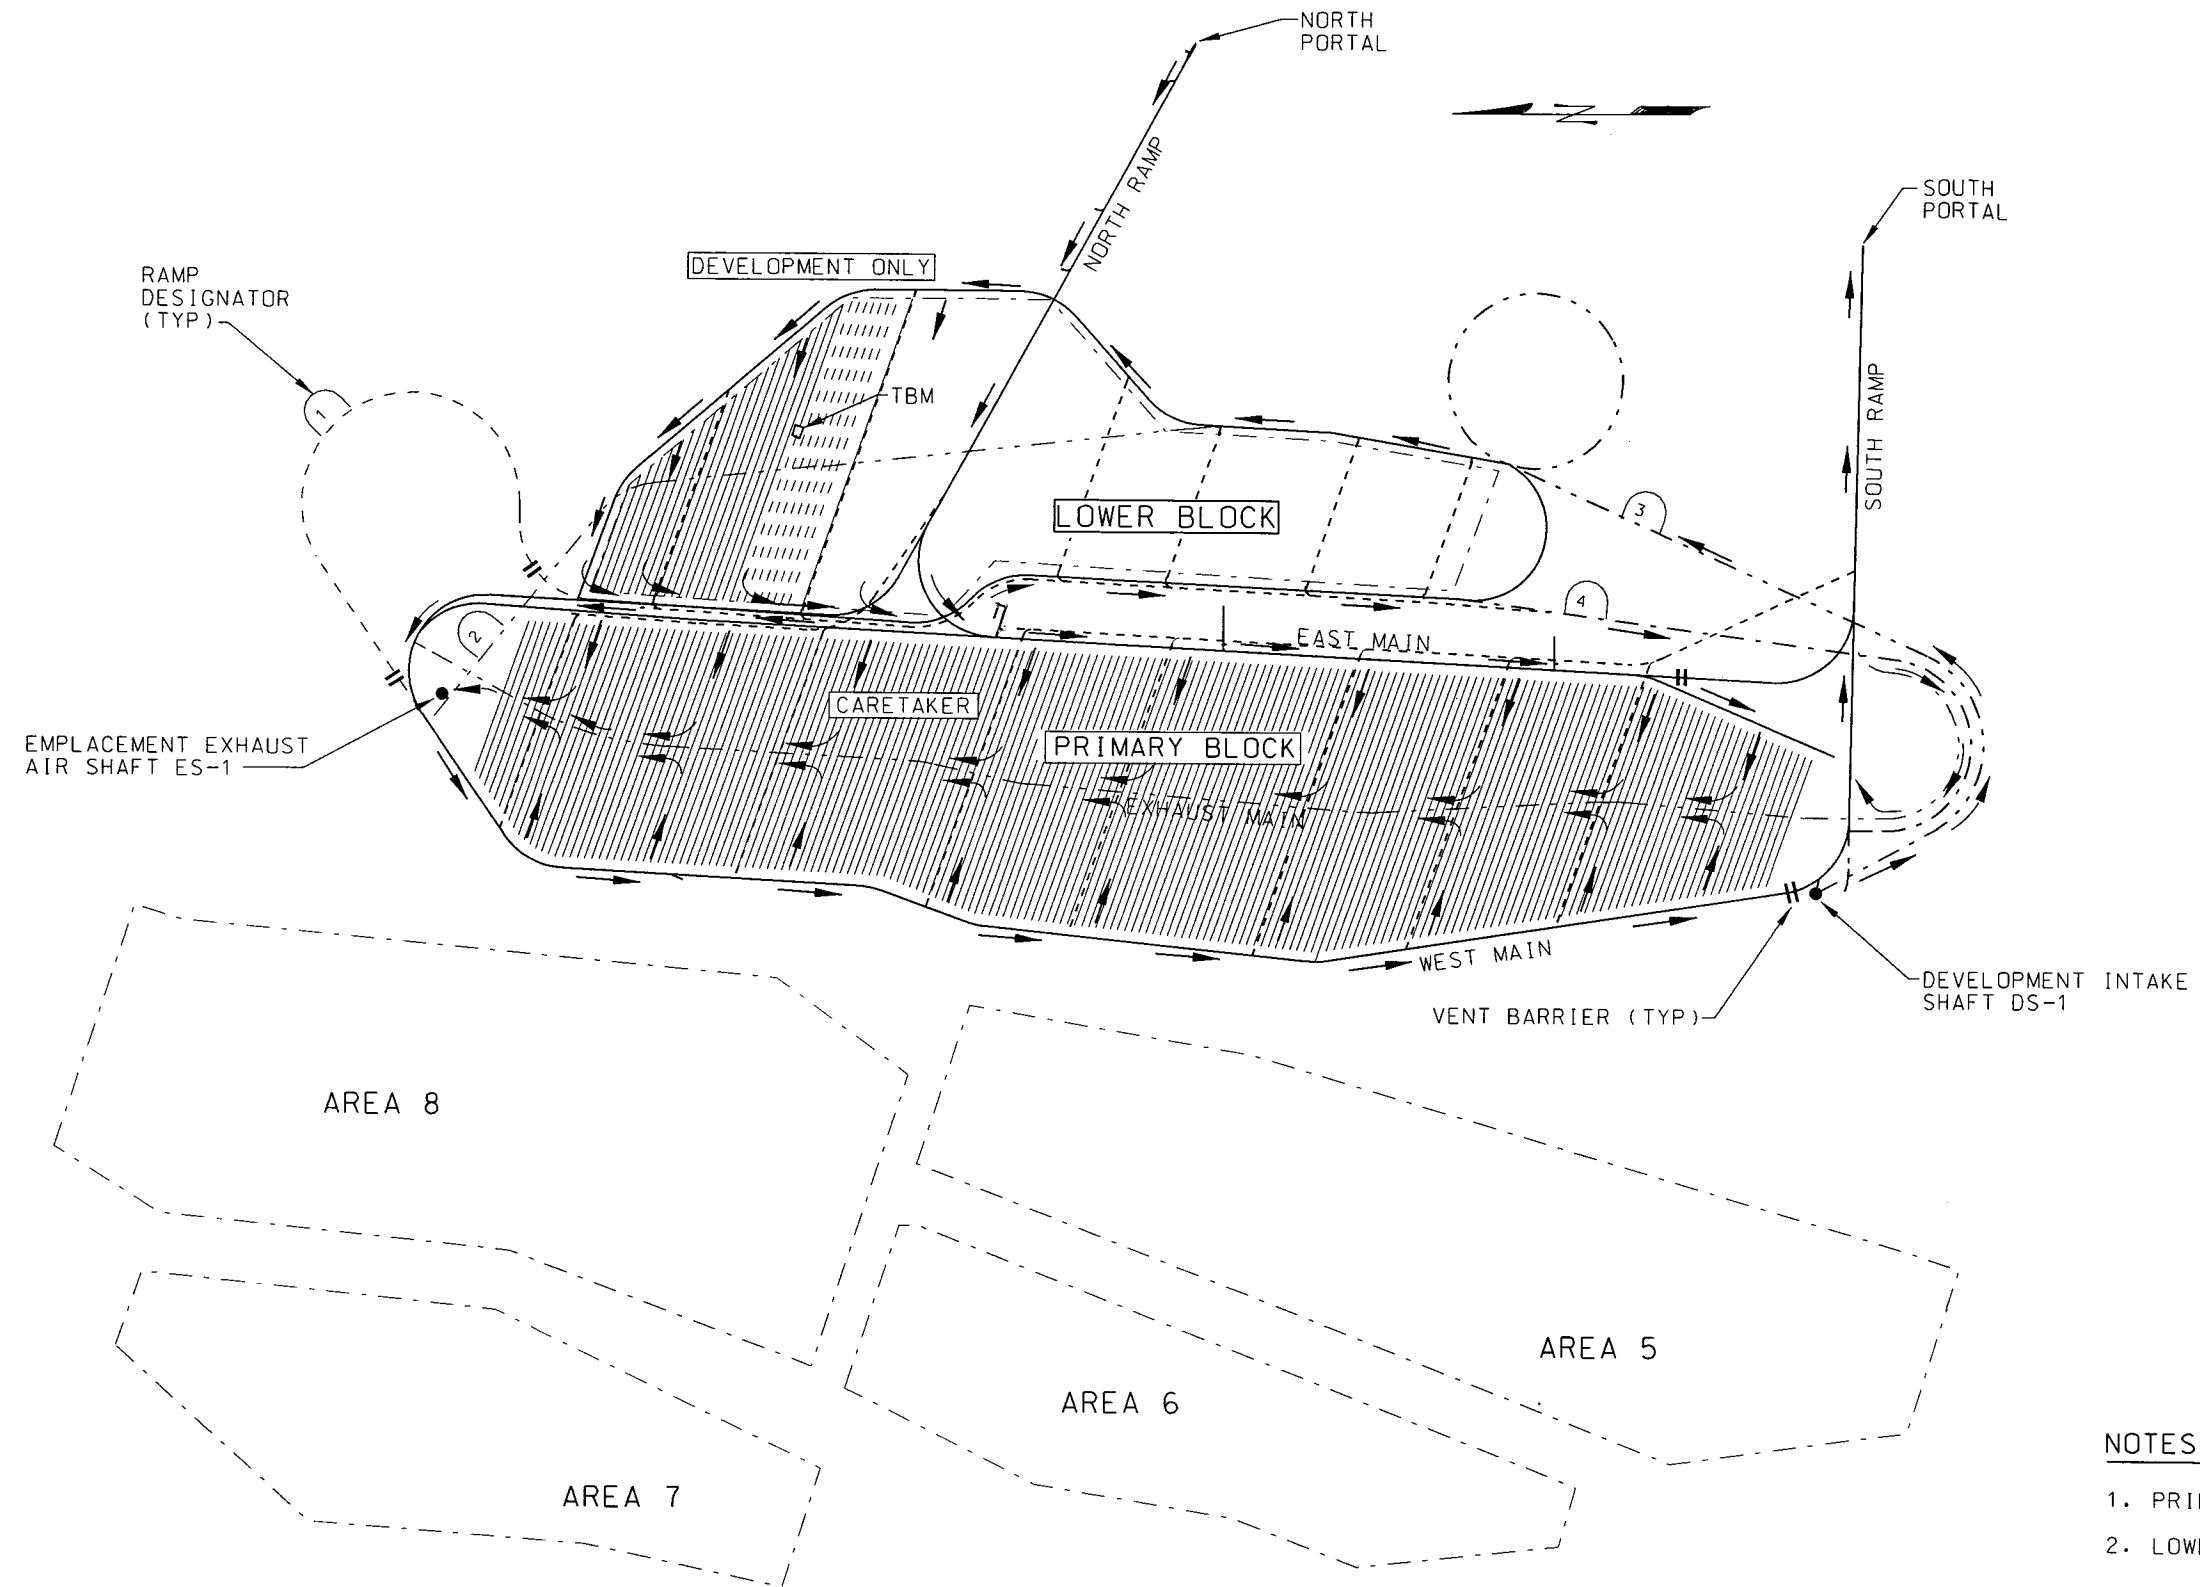 NORTH
PORTAL
N
NORTH RAMP
SOUTH
PORTAL
DEVELOPMENT ONLY
RAMP
DESIGNATOR
(TYP)
1
TBM
SOUTH RAMP
LOWER BLOCK
3
4
2
EAST MAIN
CARETAKER
PRIMARY BLOCK
EMPLACEMENT EXHAUST
AIR SHAFT ES-1
EXHAUST MAIN
WEST MAIN
DEVELOPMENT INTAKE
SHAFT DS-1
VENT BARRIER (TYP)
AREA 8
AREA 5
AREA 6
AREA 7
NOTES
1. PRI
2. LOW